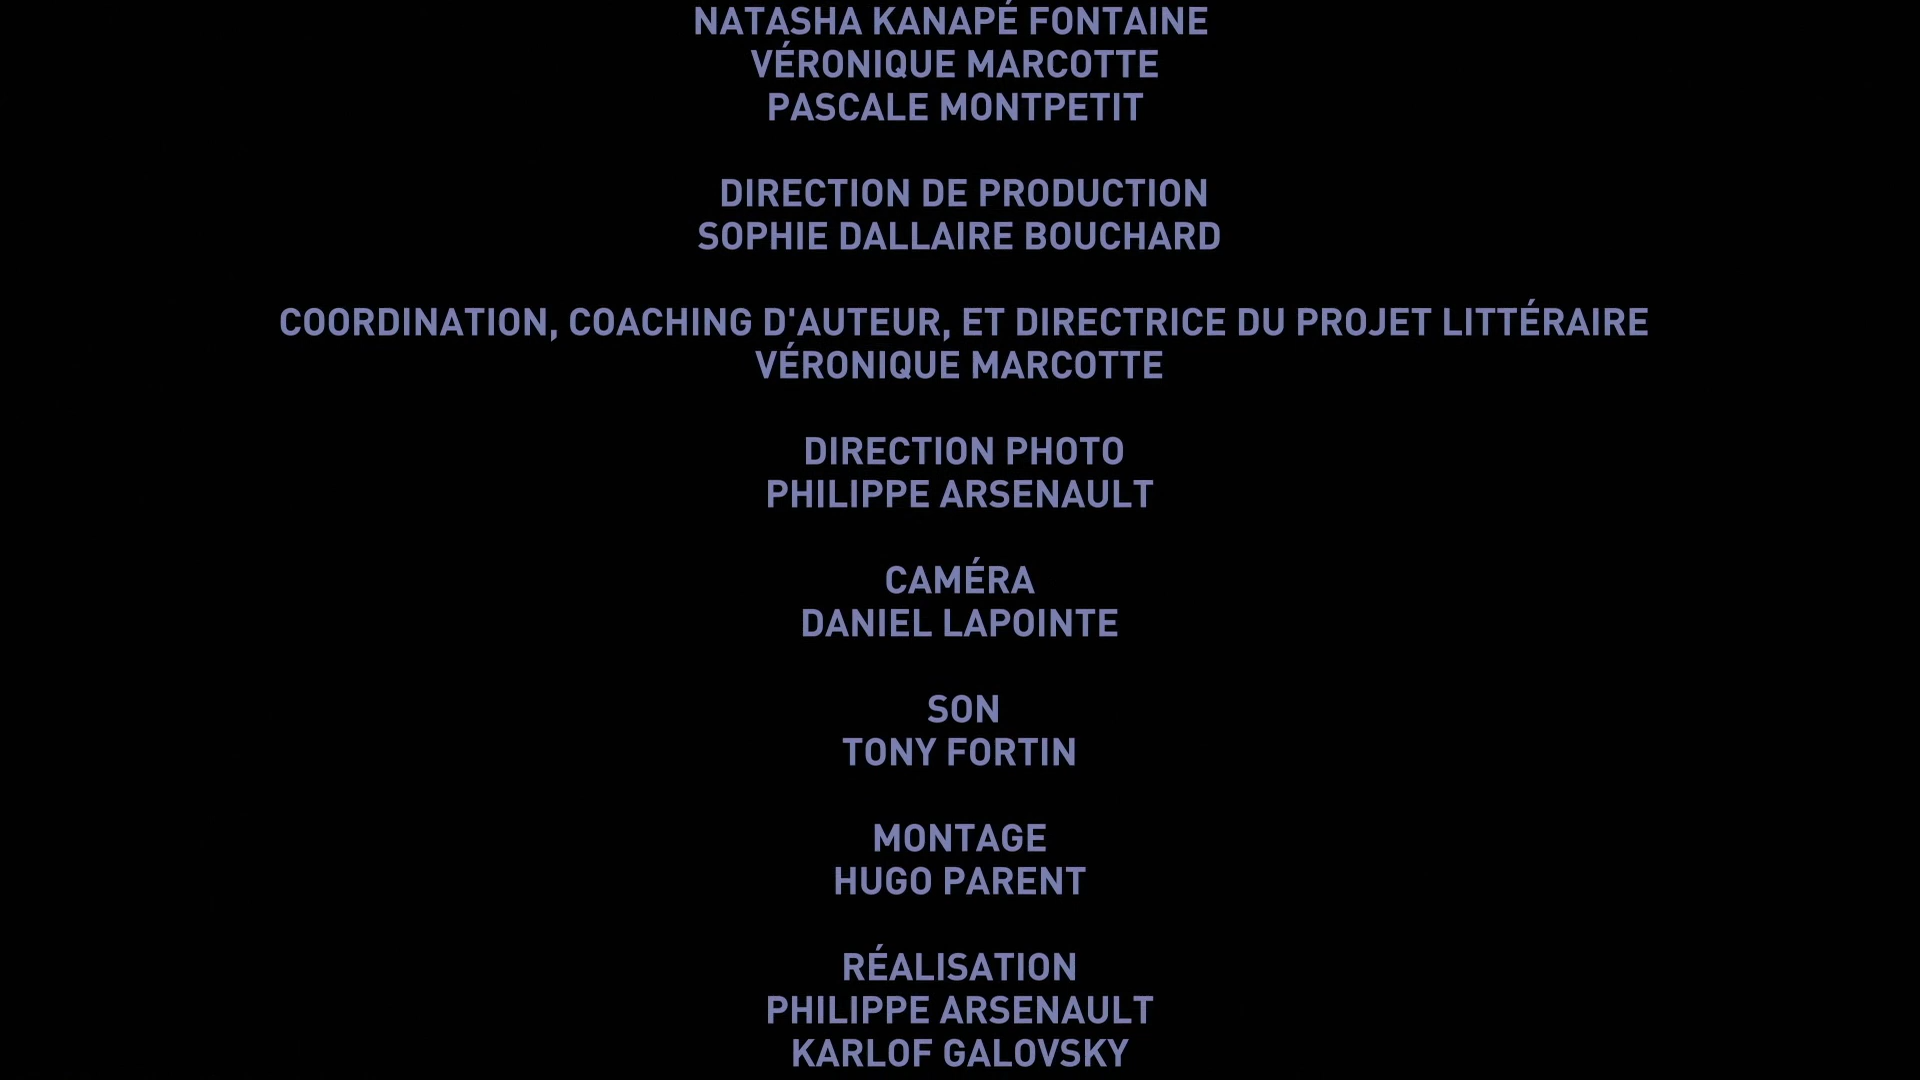 NATASHA KANAPÉ FONTAINE
VÉRONIQUE MARCOTTE
PASCALE MONTPETIT
DIRECTION DE PRODUCTION
SOPHIE DALLAIRE BOUCHARD
COORDINATION, COACHING D'AUTEUR, ET DIRECTRICE DU PROJET LITTÉRAIRE
VÉRONIQUE MARCOTTE
DIRECTION PHOTO
PHILIPPE ARSENAULT
CAMÉRA
DANIEL LAPOINTE
SON
TONY FORTIN
MONTAGE
HUGO PARENT
RÉALISATION
PHILIPPE ARSENAULT
KARLOF GALOVSKY